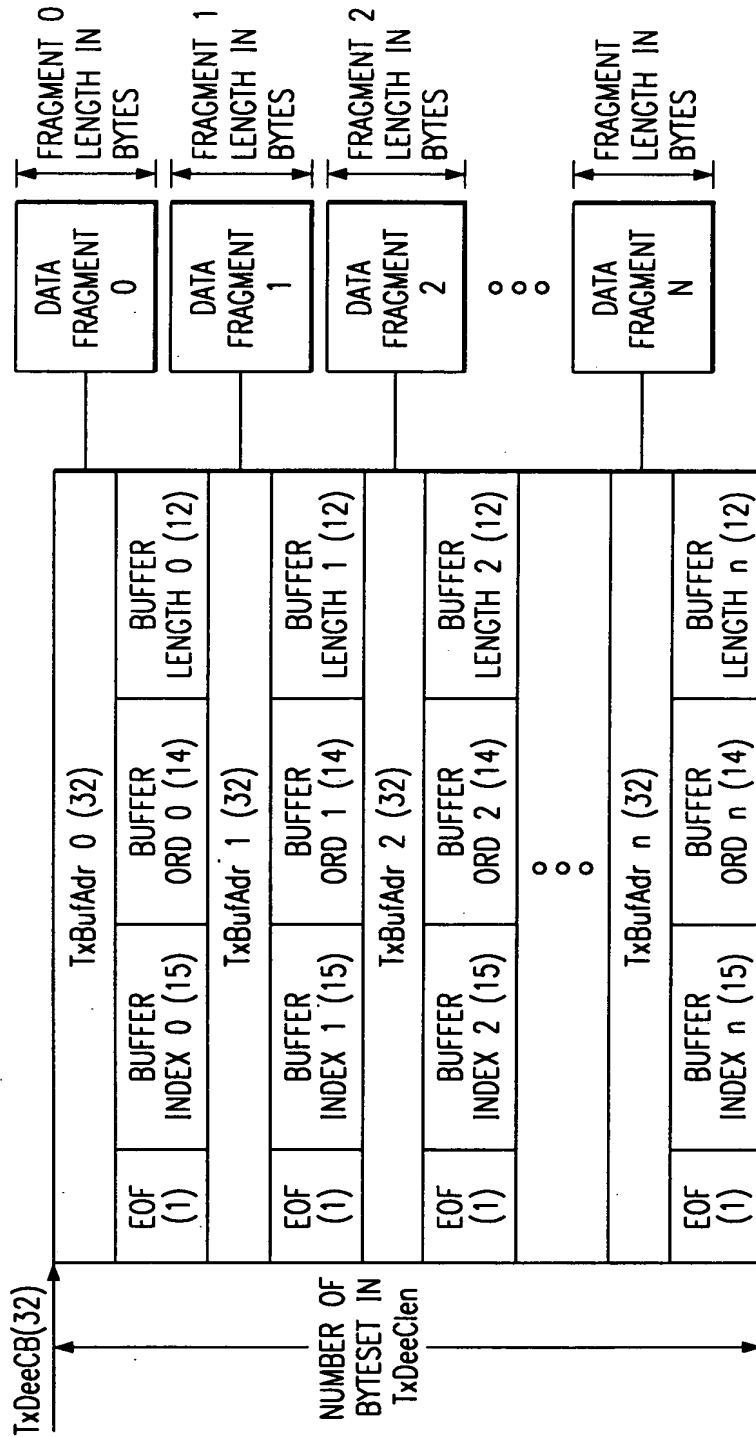 TxDeeCB(32)
NUMBER OF
BYTESET IN
TxDeeClen
TxBufAdr 0 (32)
EOF
(1)
BUFFER
INDEX 0 (15)
BUFFER
ORD 0 (14)
BUFFER
LENGTH 0 (12)
TxBufAdr 1 (32)
EOF
(1)
BUFFER
INDEX 1 (15)
BUFFER
ORD 1 (14)
BUFFER
LENGTH 1 (12)
TxBufAdr 2 (32)
EOF
(1)
BUFFER
INDEX 2 (15)
BUFFER
ORD 2 (14)
BUFFER
LENGTH 2 (12)
TxBufAdr n (32)
EOF
(1)
BUFFER
INDEX n (15)
BUFFER
ORD n (14)
BUFFER
LENGTH n (12)
DATA
FRAGMENT
0
FRAGMENT 0
LENGTH IN
BYTES
DATA
FRAGMENT
1
FRAGMENT 1
LENGTH IN
BYTES
DATA
FRAGMENT
2
FRAGMENT 2
LENGTH IN
BYTES
DATA
FRAGMENT
N
FRAGMENT
LENGTH IN
BYTES